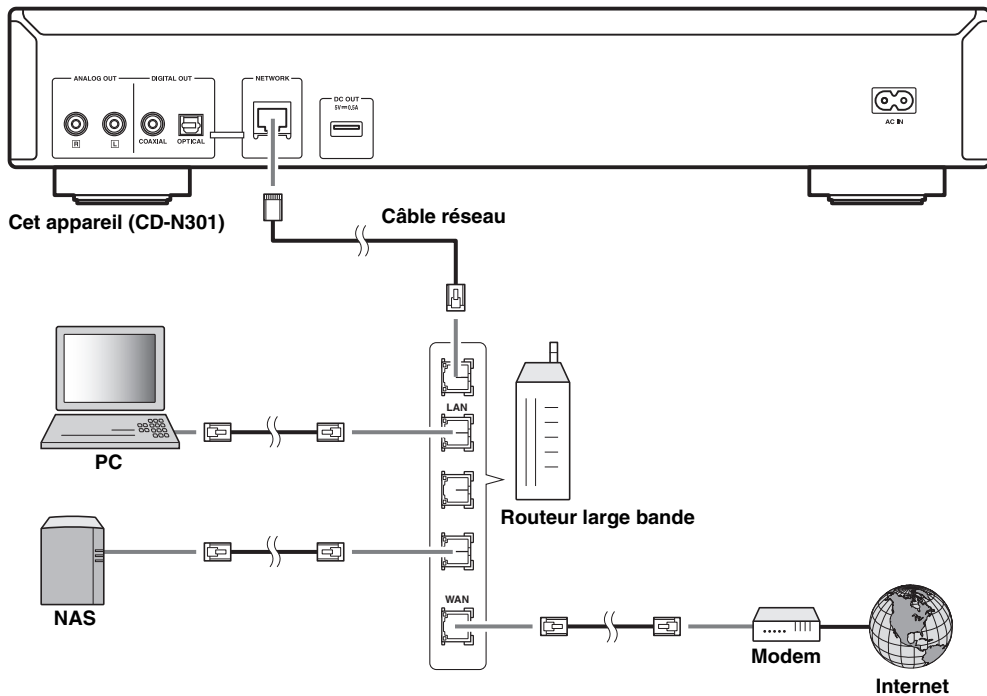 ANALOG OUT
DIGITAL OUT
NETWORK
DC OUT
5V⎓0,5A
R
L
COAXIAL
OPTICAL
AC IN
Cet appareil (CD-N301)
Câble réseau
LAN
PC
Routeur large bande
NAS
WAN
Modem
Internet